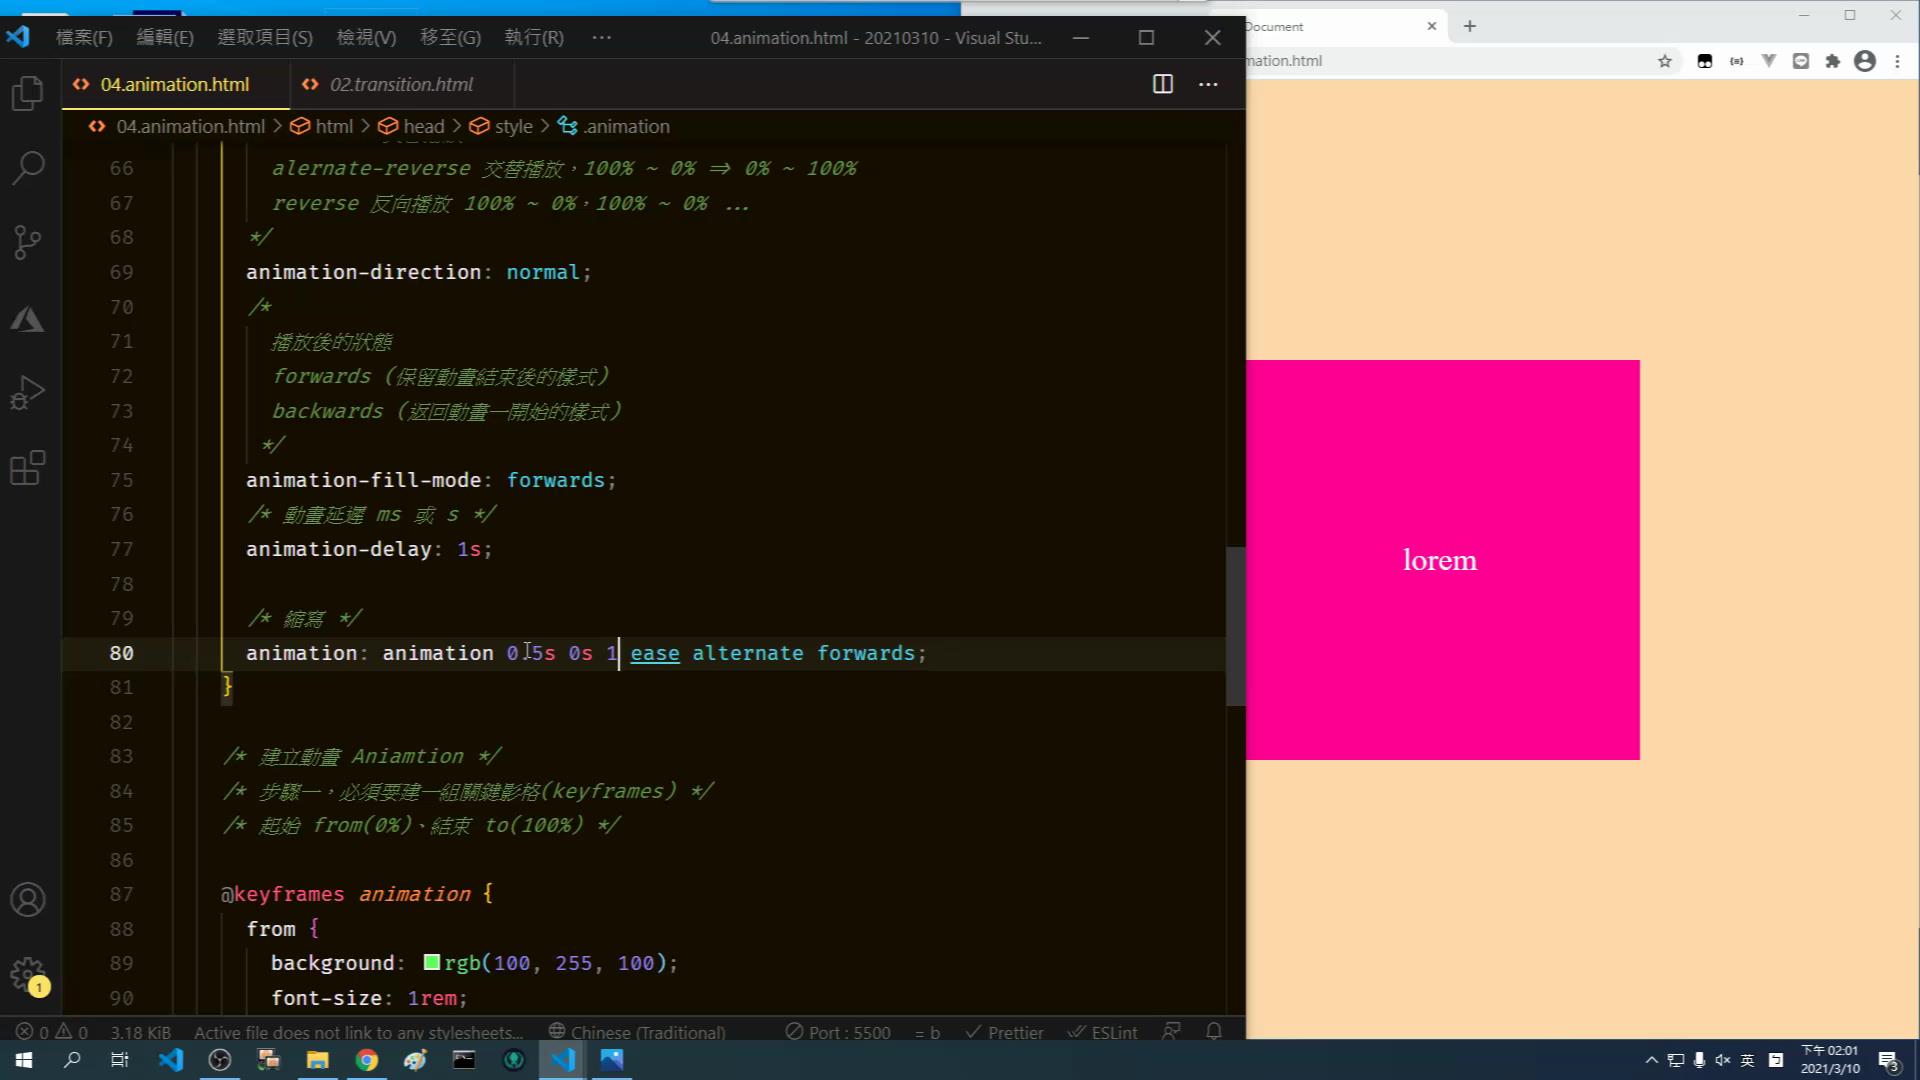 檔案(F) 編輯(E) 選取項目(S) 檢視(V) 移至(G) 執行(R) ··· 04.animation.html - 20210310 - Visual Stu...
Document
04.animation.html 02.transition.html
mation.html
04.animation.html > html > head > style > .animation
66 alernate-reverse 交替播放，100% ~ 0% => 0% ~ 100%
67 reverse 反向播放 100% ~ 0%，100% ~ 0% ...
68 */
69 animation-direction: normal;
70 /*
71 播放後的狀態
72 forwards (保留動畫結束後的樣式)
73 backwards (返回動畫一開始的樣式)
74 */
75 animation-fill-mode: forwards;
76 /* 動畫延遲 ms 或 s */
77 animation-delay: 1s;
78
79 /* 縮寫 */
80 animation: animation 0.5s 0s 1 ease alternate forwards;
81 }
82
83 /* 建立動畫 Aniamtion */
84 /* 步驟一，必須要建一組關鍵影格(keyframes) */
85 /* 起始 from(0%)、結束 to(100%) */
86
87 @keyframes animation {
88 from {
89 background: rgb(100, 255, 100);
90 font-size: 1rem;
lorem
1
0 0 3.18 KiB Active file does not link to any stylesheets... Chinese (Traditional) Port : 5500 = b Prettier ESLint
英 下午 02:01
2021/3/10
3